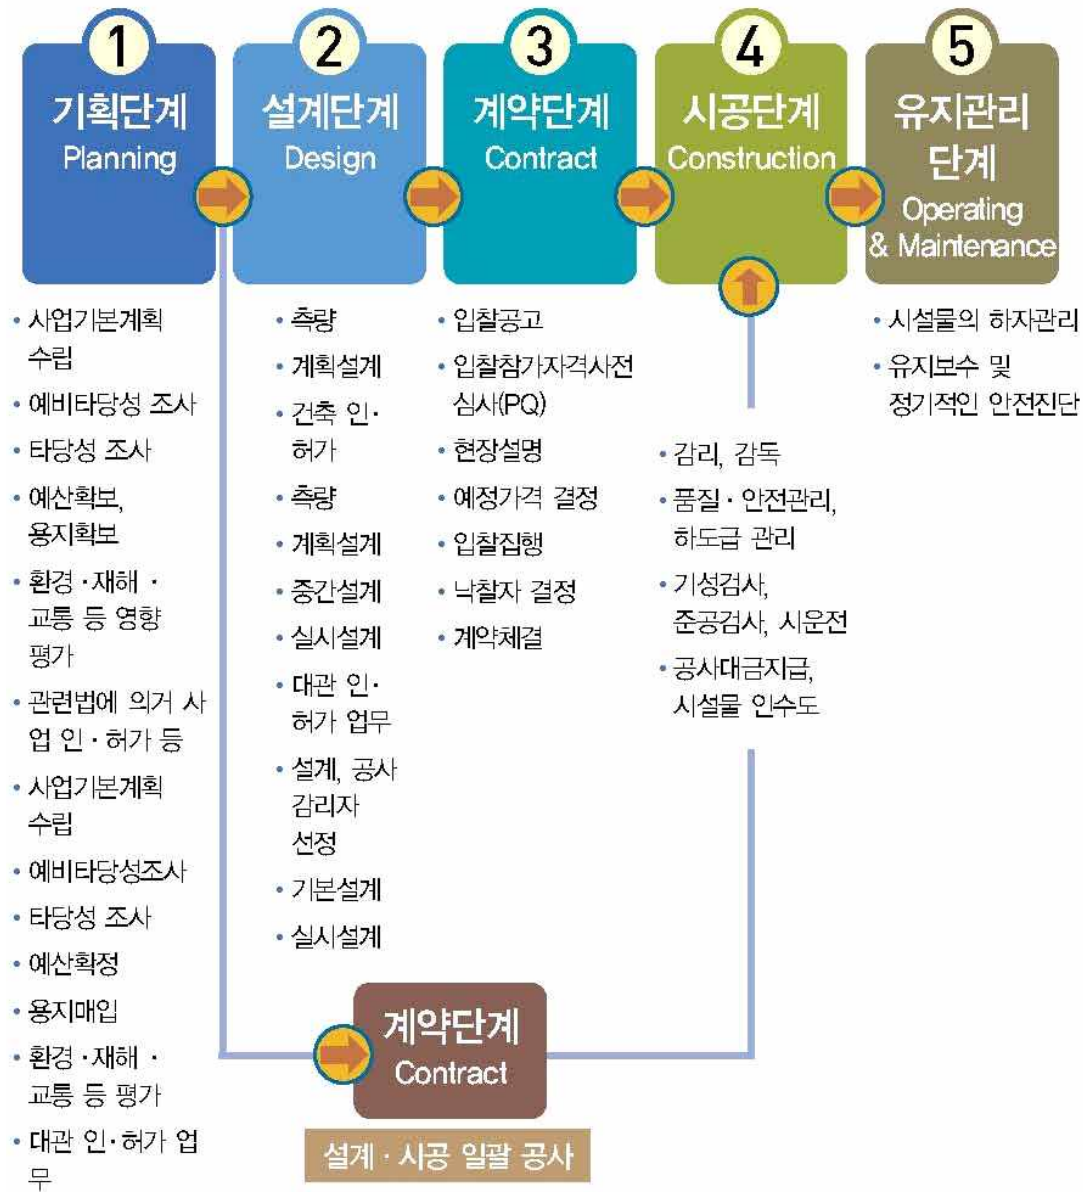 1
기획단계
Planning
2
설계단계
Design
3
계약단계
Contract
4
시공단계
Construction
5
유지관리
단계
Operating
& Maintenance
• 사업기본계획
수립
• 예비타당성 조사
• 타당성 조사
• 예산확보,
용지확보
• 환경 · 재해 ·
교통 등 영향
평가
• 관련법에 의거 사
업 인 · 허가 등
• 사업기본계획
수립
• 예비타당성조사
• 타당성 조사
• 예산확정
• 용지매입
• 환경 · 재해 ·
교통 등 평가
• 대관 인 · 허가 업
무
• 측량
• 계획설계
• 건축 인 ·
허가
• 측량
• 계획설계
• 중간설계
• 실시설계
• 대관 인 ·
허가 업무
• 설계, 공사
감리자
선정
• 기본설계
• 실시설계
• 입찰공고
• 입찰참가자격사전
심사(PQ)
• 현장설명
• 예정가격 결정
• 입찰집행
• 낙찰자 결정
• 계약체결
• 감리, 감독
• 품질 · 안전관리,
하도급 관리
• 기성검사,
준공검사, 시운전
• 공사대금지급,
시설물 인수도
• 시설물의 하자관리
• 유지보수 및
정기적인 안전진단
계약단계
Contract
설계 · 시공 일괄 공사